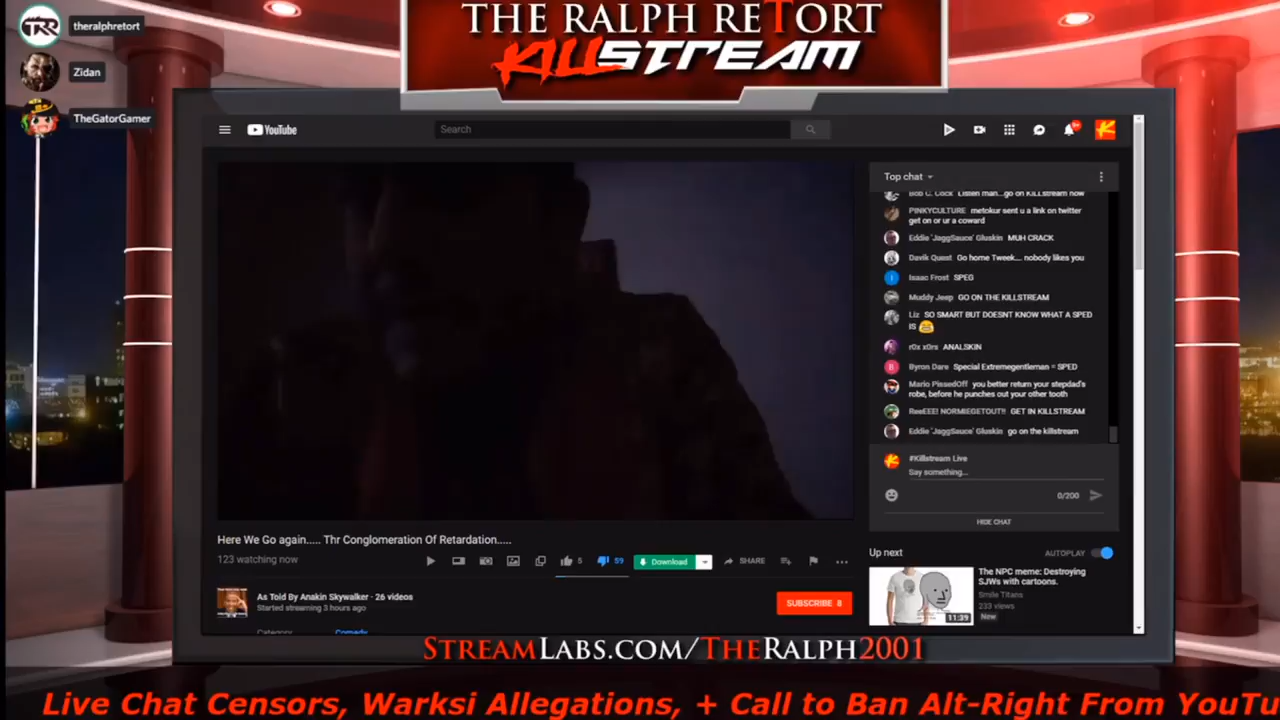 THE RALPH RETORT
KILLSTREAM
theralphretort
Zidan
TheGatorGamer
YouTube
Search
9+
Top chat
Bob C. Cock Listen man...go on KILLstream now
PINKYCULTURE metokur sent u a link on twitter
get on or ur a coward
Eddie 'JaggSauce' Gluskin MUH CRACK
Davik Quest Go home Tweek.... nobody likes you
Isaac Frost SPEG
Muddy Jeep GO ON THE KILLSTREAM
Liz SO SMART BUT DOESNT KNOW WHAT A SPED
IS
r0x x0rs ANALSKIN
Byron Dare Special Extremegentleman = SPED
Mario PissedOff you better return your stepdad's
robe, before he punches out your other tooth
ReeEEE! NORMIEGETOUT!! GET IN KILLSTREAM
Eddie 'JaggSauce' Gluskin go on the killstream
#Killstream Live
Say something...
0/200
HIDE CHAT
Here We Go again..... Thr Conglomeration Of Retardation.....
123 watching now
5
59
Download
SHARE
As Told By Anakin Skywalker · 26 videos
Started streaming 3 hours ago
SUBSCRIBE 8
Category
Comedy
Up next
AUTOPLAY
The NPC meme: Destroying
SJWs with cartoons.
Smile Titans
233 views
New
11:39
STREAMLABS.COM/THERALPH2001
Live Chat Censors, Warksi Allegations, + Call to Ban Alt-Right From YouTu